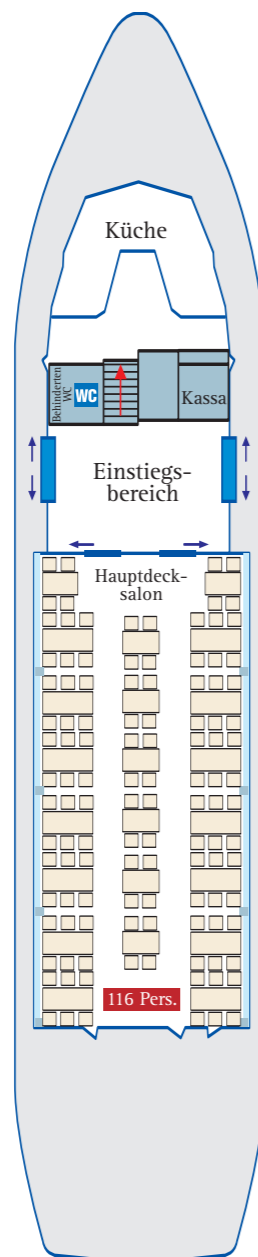 Küche
Behinderten
WC
WC
Kassa
Einstiegs-
bereich
Hauptdeck-
salon
116 Pers.